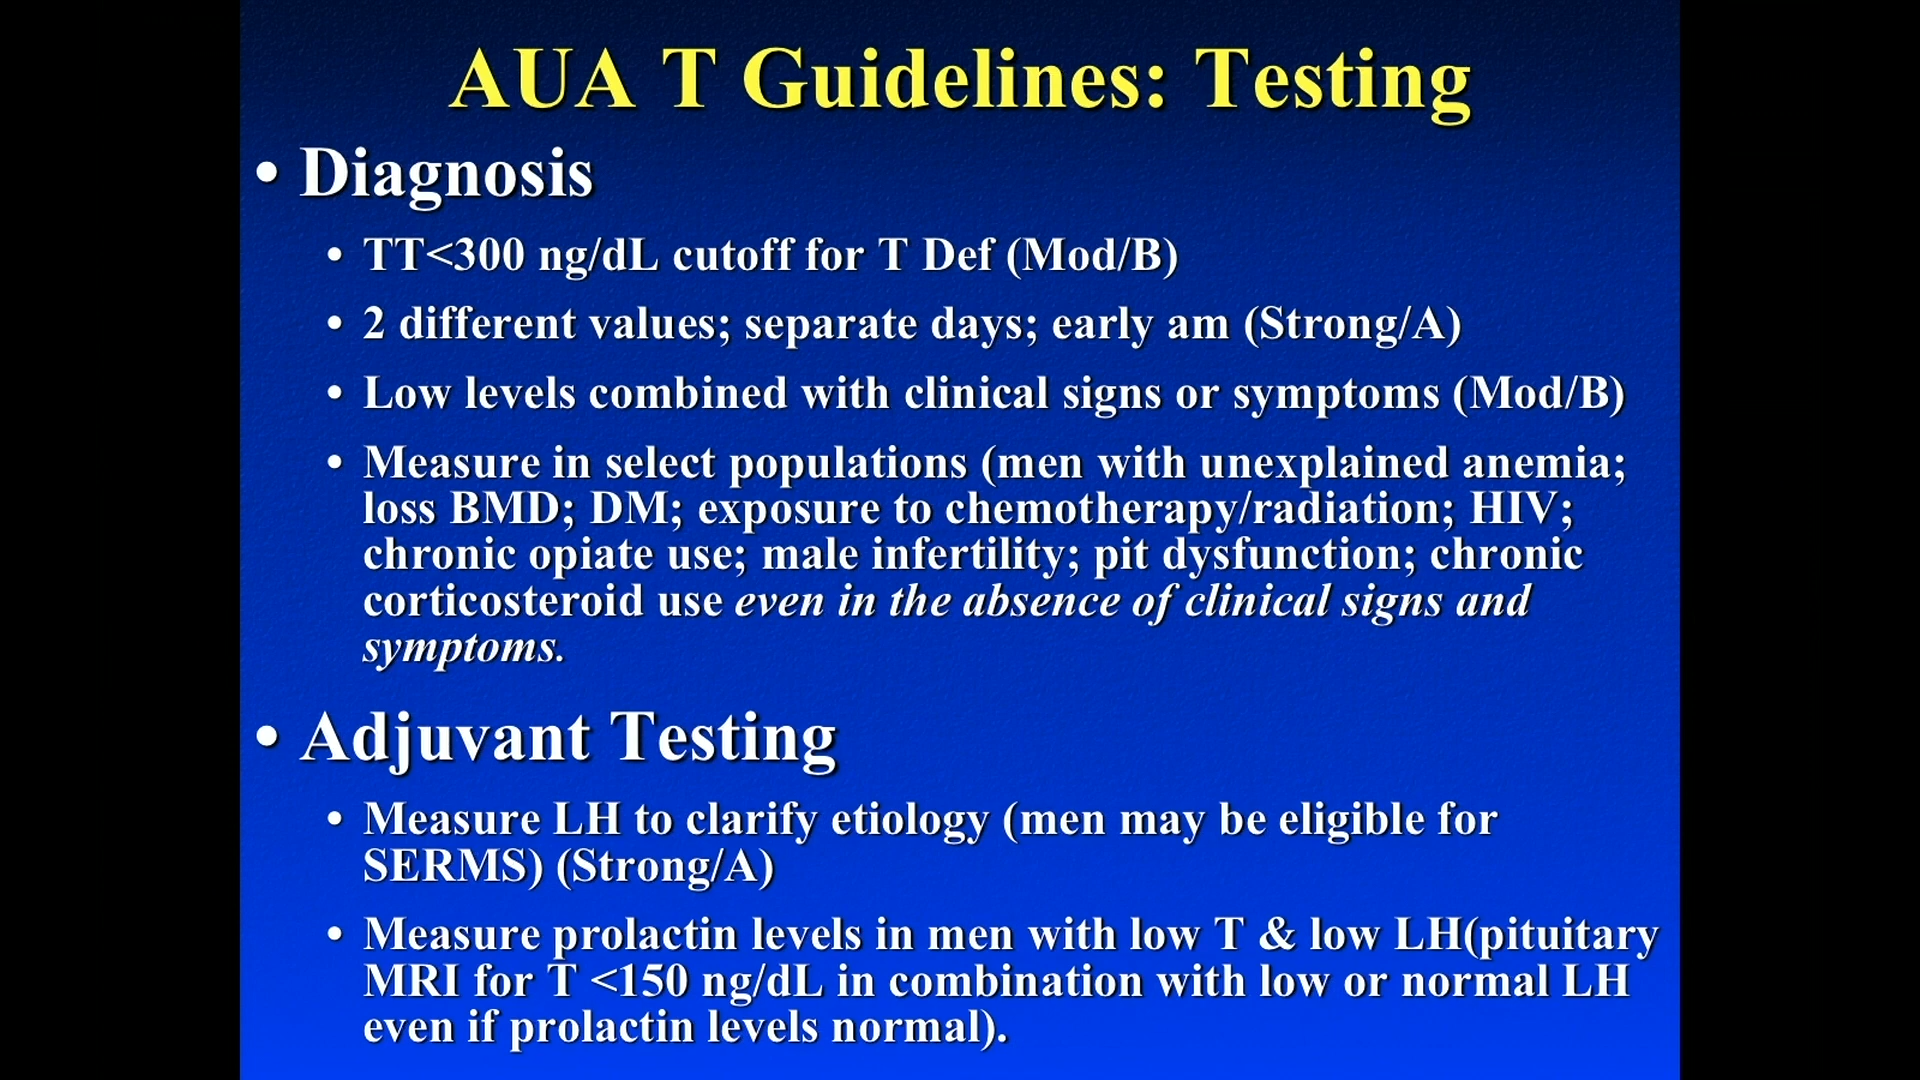 AUA T Guidelines: Testing
• Diagnosis
• TT<300 ng/dL cutoff for T Def (Mod/B)
• 2 different values; separate days; early am (Strong/A)
• Low levels combined with clinical signs or symptoms (Mod/B)
• Measure in select populations (men with unexplained anemia;
loss BMD; DM; exposure to chemotherapy/radiation; HIV;
chronic opiate use; male infertility; pit dysfunction; chronic
corticosteroid use even in the absence of clinical signs and
symptoms.
• Adjuvant Testing
• Measure LH to clarify etiology (men may be eligible for
SERMS) (Strong/A)
• Measure prolactin levels in men with low T & low LH(pituitary
MRI for T <150 ng/dL in combination with low or normal LH
even if prolactin levels normal).